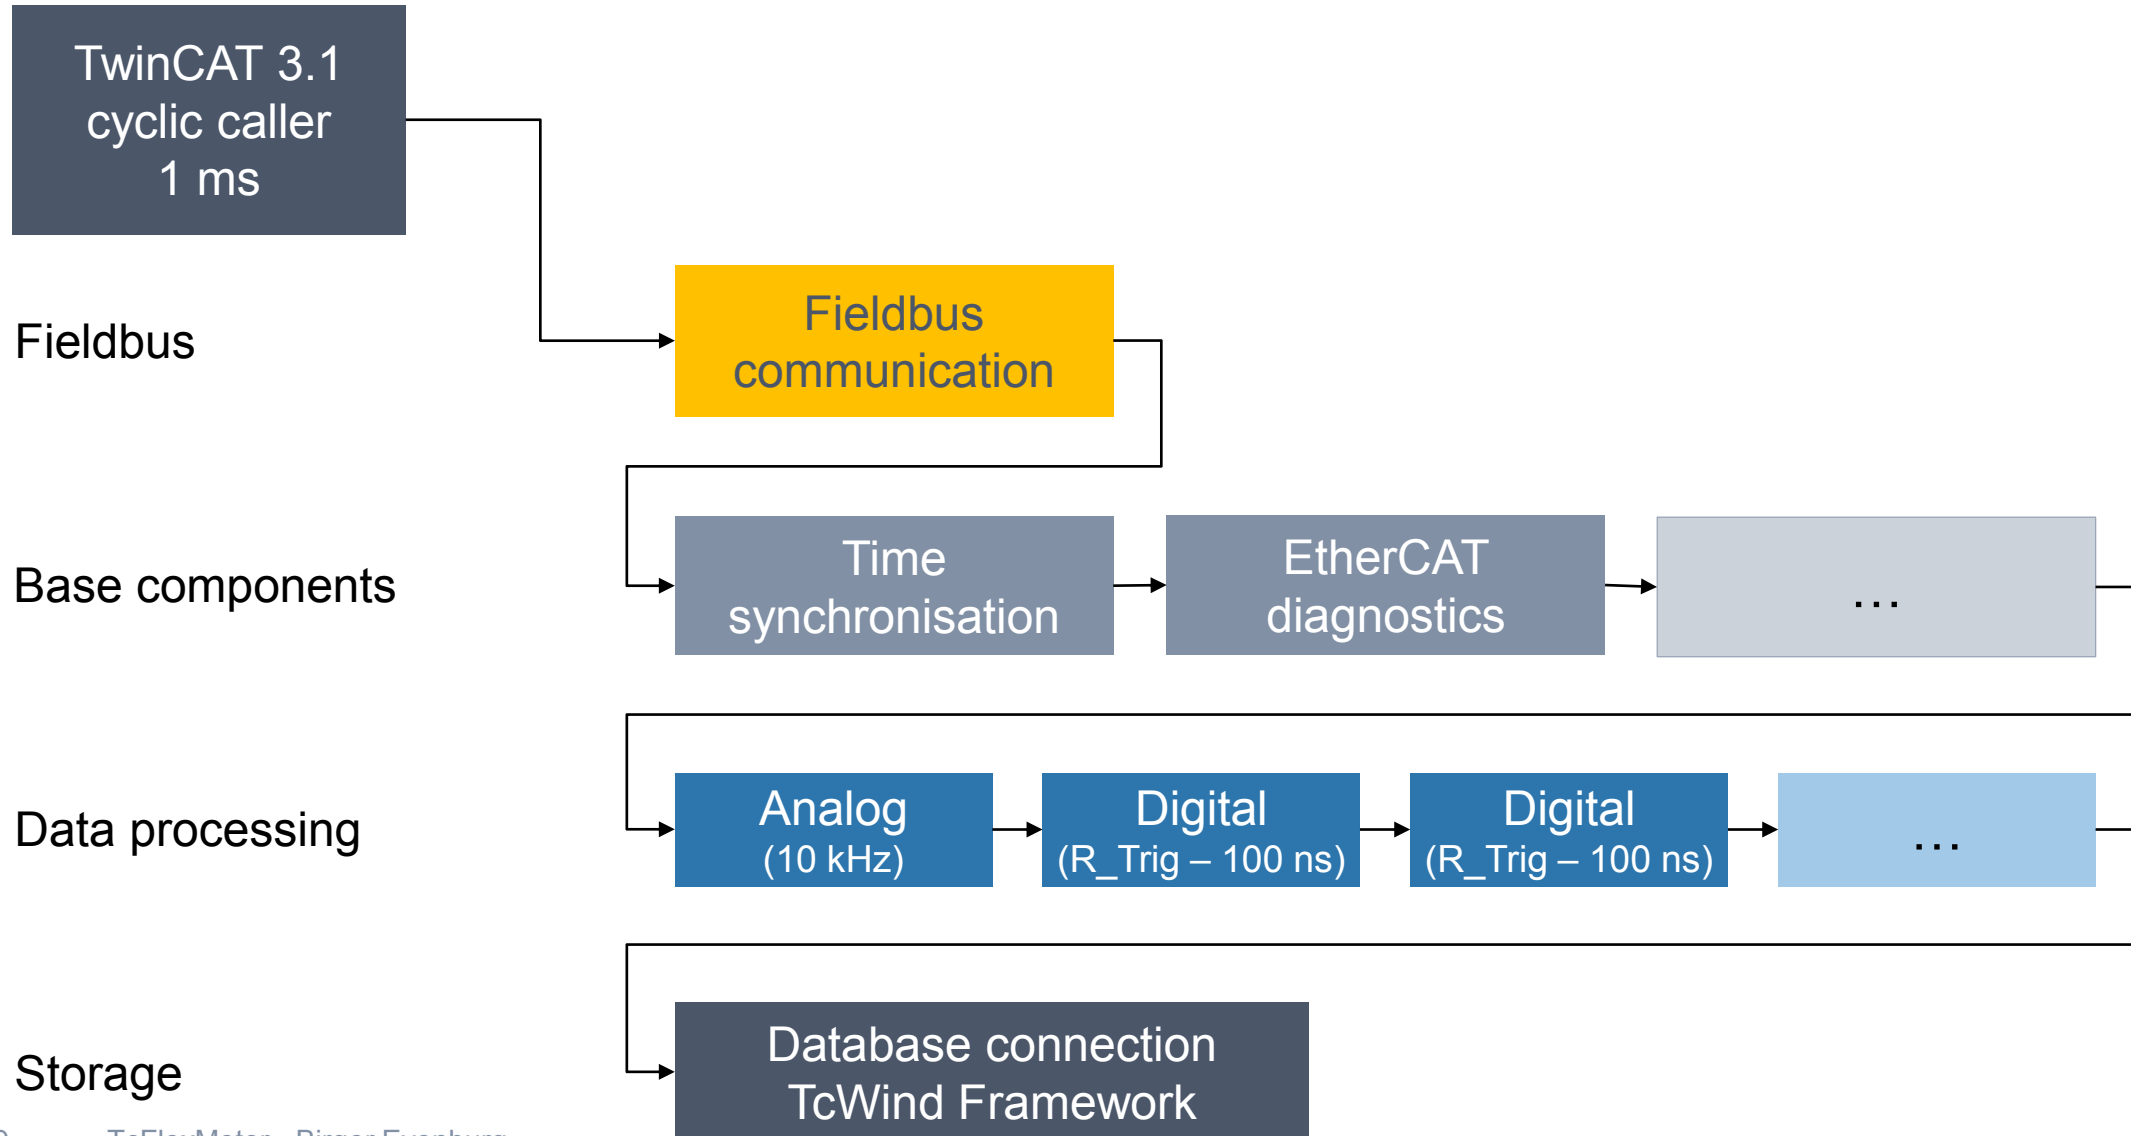 TwinCAT 3.1
cyclic caller
1 ms
Fieldbus
Fieldbus
communication
Base components
Time
synchronisation
EtherCAT
diagnostics
...
Data processing
Analog
(10 kHz)
Digital
(R_Trig – 100 ns)
Digital
(R_Trig – 100 ns)
...
Storage
Database connection
TcWind Framework